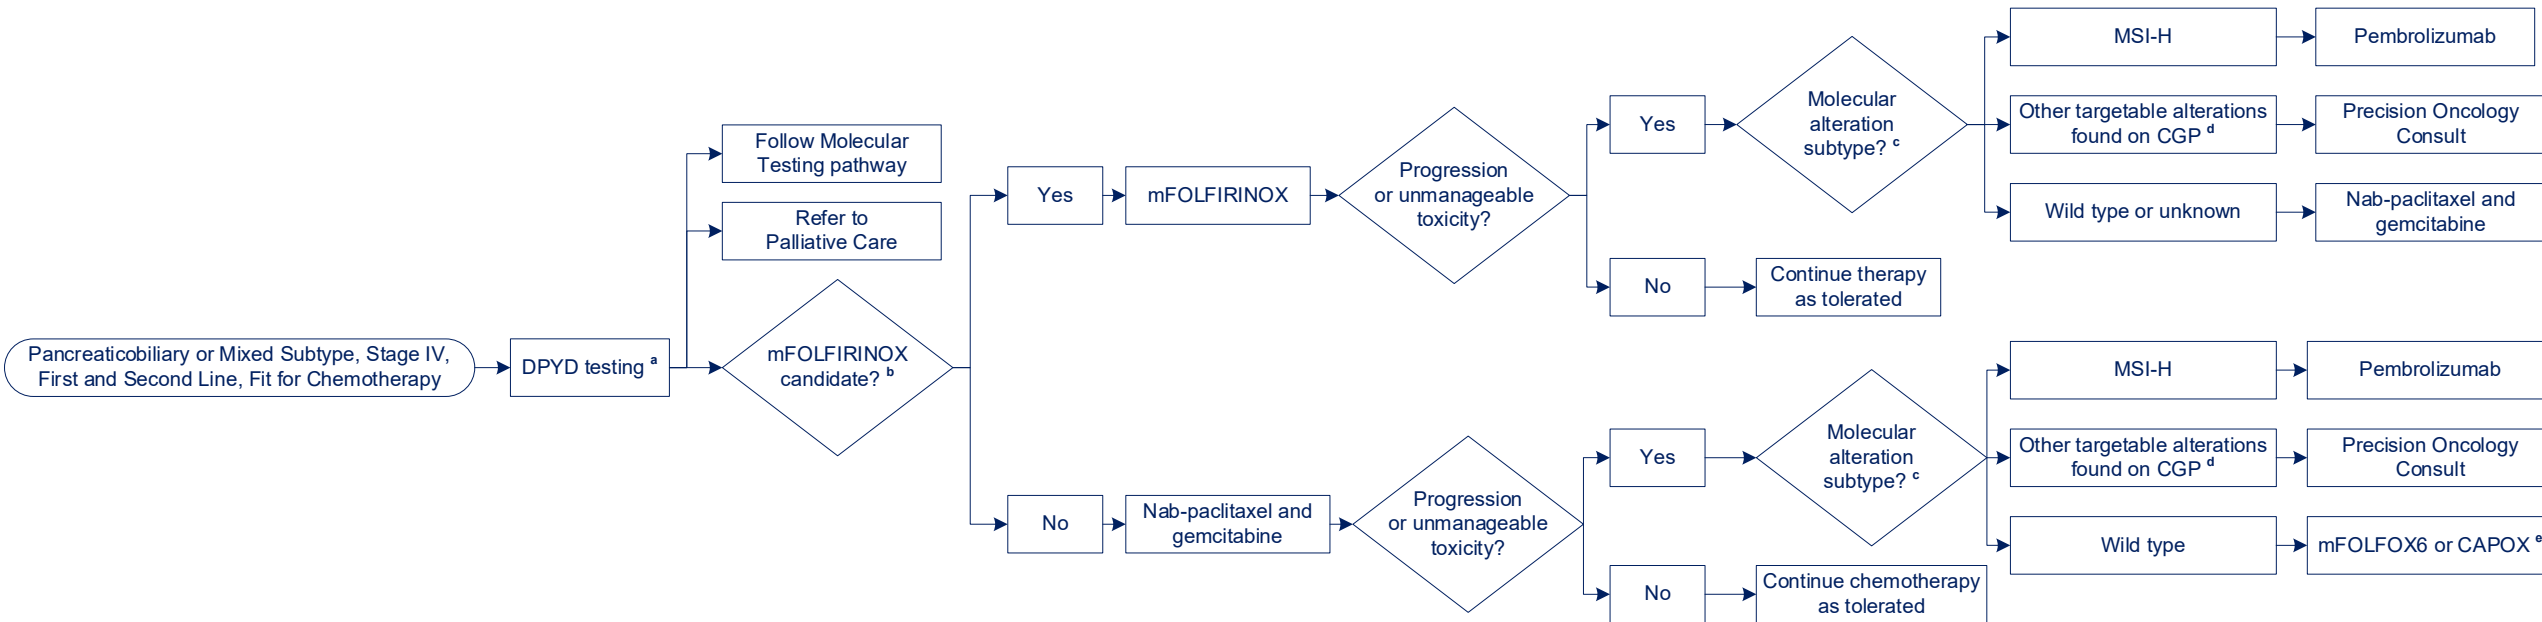 Pancreaticobiliary or Mixed Subtype, Stage IV,
First and Second Line, Fit for Chemotherapy
DPYD testing a
Follow Molecular
Testing pathway
Refer to
Palliative Care
mFOLFIRINOX
candidate? b
Yes
mFOLFIRINOX
Progression
or unmanageable
toxicity?
Yes
Molecular
alteration
subtype? c
MSI-H
Pembrolizumab
Other targetable alterations
found on CGP d
Precision Oncology
Consult
Wild type or unknown
Nab-paclitaxel and
gemcitabine
No
Continue therapy
as tolerated
No
Nab-paclitaxel and
gemcitabine
Progression
or unmanageable
toxicity?
Yes
Molecular
alteration
subtype? c
MSI-H
Pembrolizumab
Other targetable alterations
found on CGP d
Precision Oncology
Consult
Wild type
mFOLFOX6 or CAPOX e
No
Continue chemotherapy
as tolerated